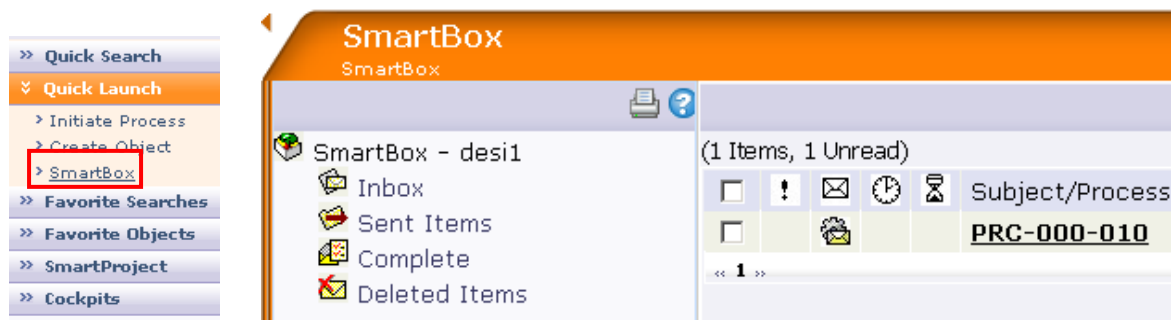 Quick Search
Quick Launch
Initiate Process
Create Object
SmartBox
Favorite Searches
Favorite Objects
SmartProject
Cockpits
SmartBox
SmartBox
SmartBox - desi1
Inbox
Sent Items
Complete
Deleted Items
(1 Items, 1 Unread)
Subject/Process
PRC-000-010
« 1 »